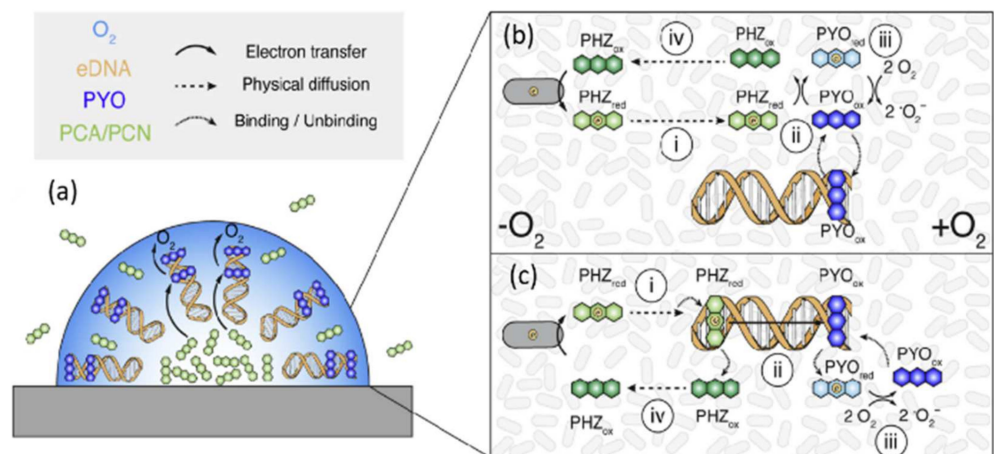 O₂
eDNA
PYO
PCA/PCN
Electron transfer
Physical diffusion
Binding / Unbinding
(a)
O₂
O₂
(b)
PHZox
iv
PHZox
PYOred
iii
2 O₂
2 ·O₂⁻
PHZred
i
PHZred
ii
PYOox
PYOox
-O₂
+O₂
(c)
PHZred
i
PHZred
PYOox
ii
PYOred
PYOox
2 O₂
2 ·O₂⁻
iii
PHZox
iv
PHZox